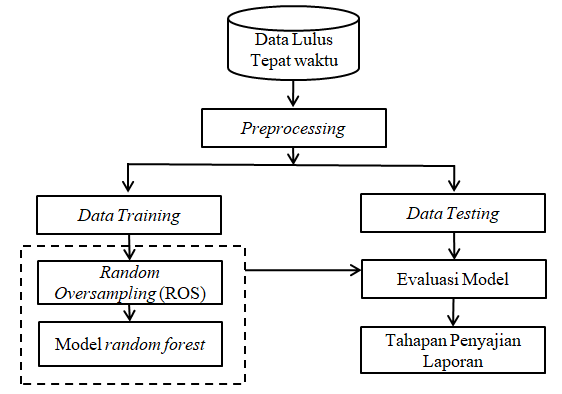 Data Lulus
Tepat waktu
Preprocessing
Data Training
Data Testing
Random
Oversampling (ROS)
Evaluasi Model
Model random forest
Tahapan Penyajian
Laporan